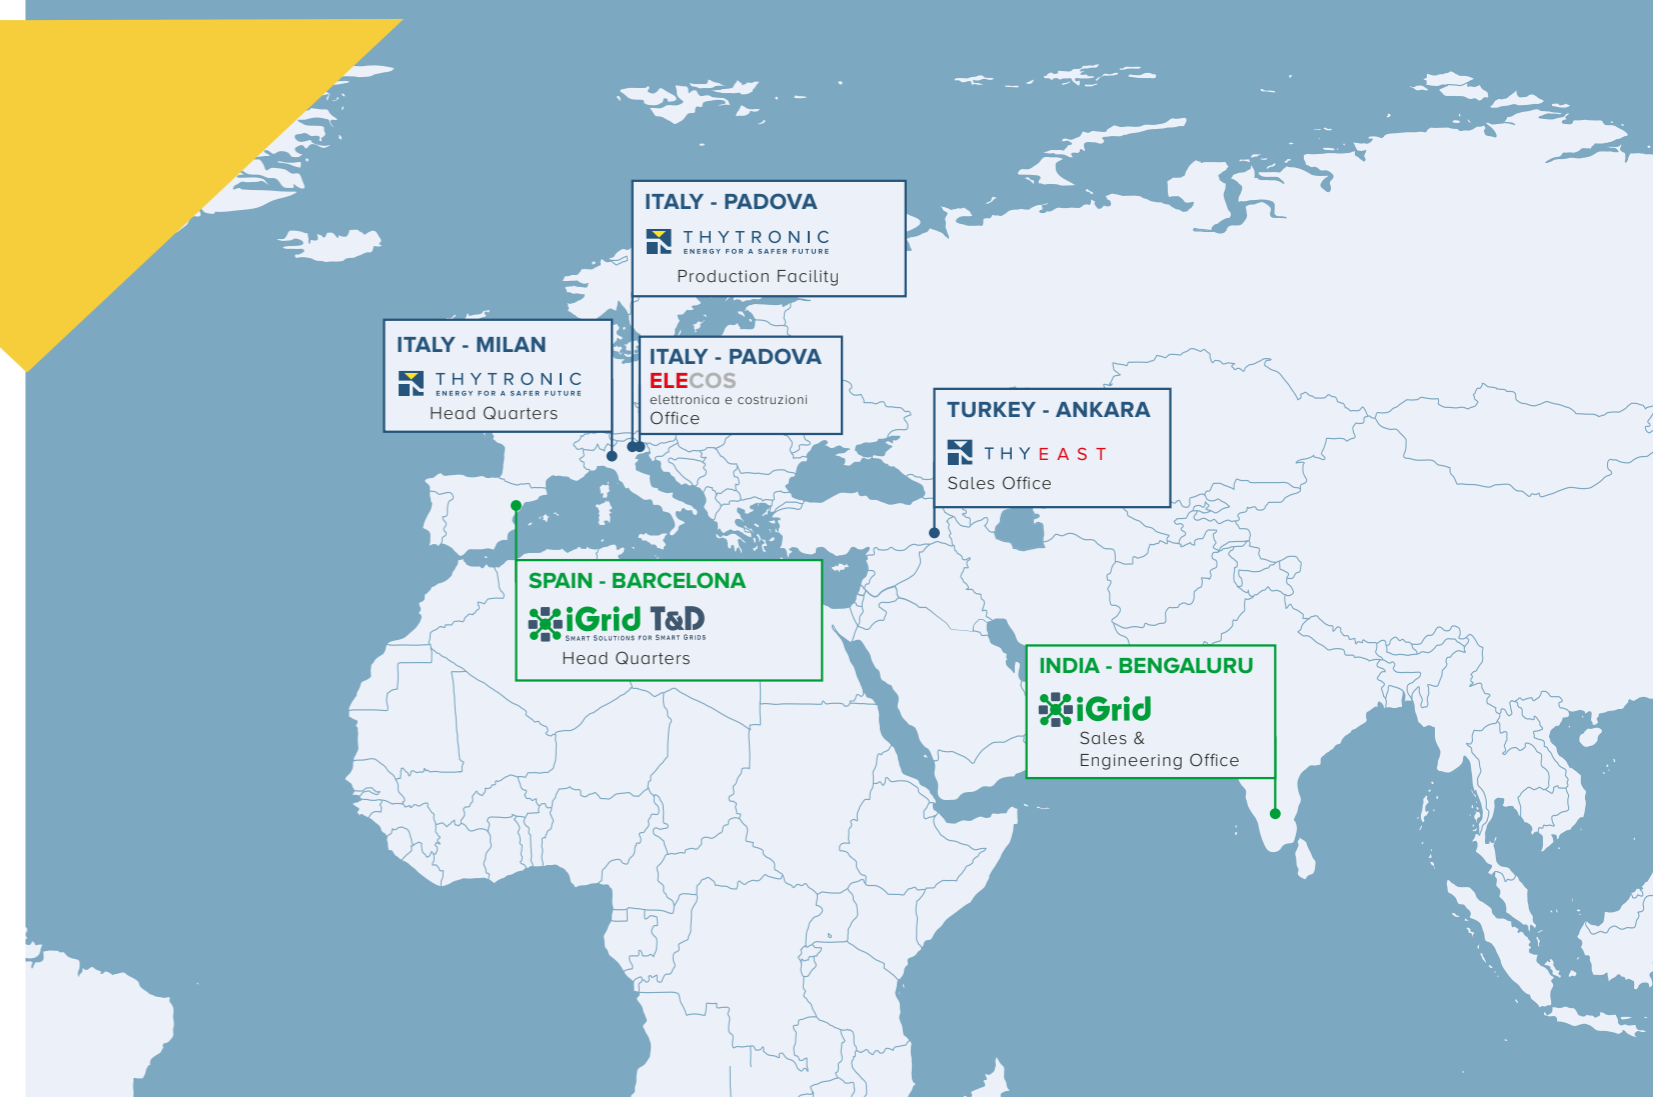 ITALY - PADOVA
THYTRONIC
ENERGY FOR A SAFER FUTURE
Production Facility
ITALY - MILAN
THYTRONIC
ENERGY FOR A SAFER FUTURE
Head Quarters
ITALY - PADOVA
ELECOS
elettronica e costruzioni
Office
TURKEY - ANKARA
THYEAST
Sales Office
SPAIN - BARCELONA
iGrid T&D
SMART SOLUTIONS FOR SMART GRIDS
Head Quarters
INDIA - BENGALURU
iGrid
Sales &
Engineering Office